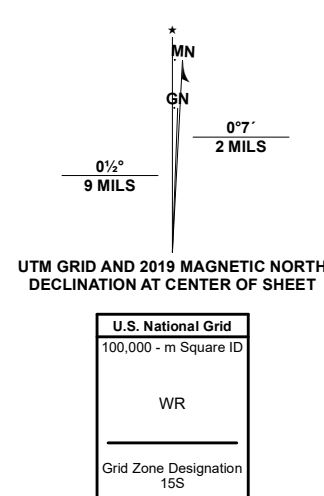 ★
MN
GN
0°7´
2 MILS
0½°
9 MILS
UTM GRID AND 2019 MAGNETIC NORTH
DECLINATION AT CENTER OF SHEET
U.S. National Grid
100,000 - m Square ID
WR
Grid Zone Designation
15S